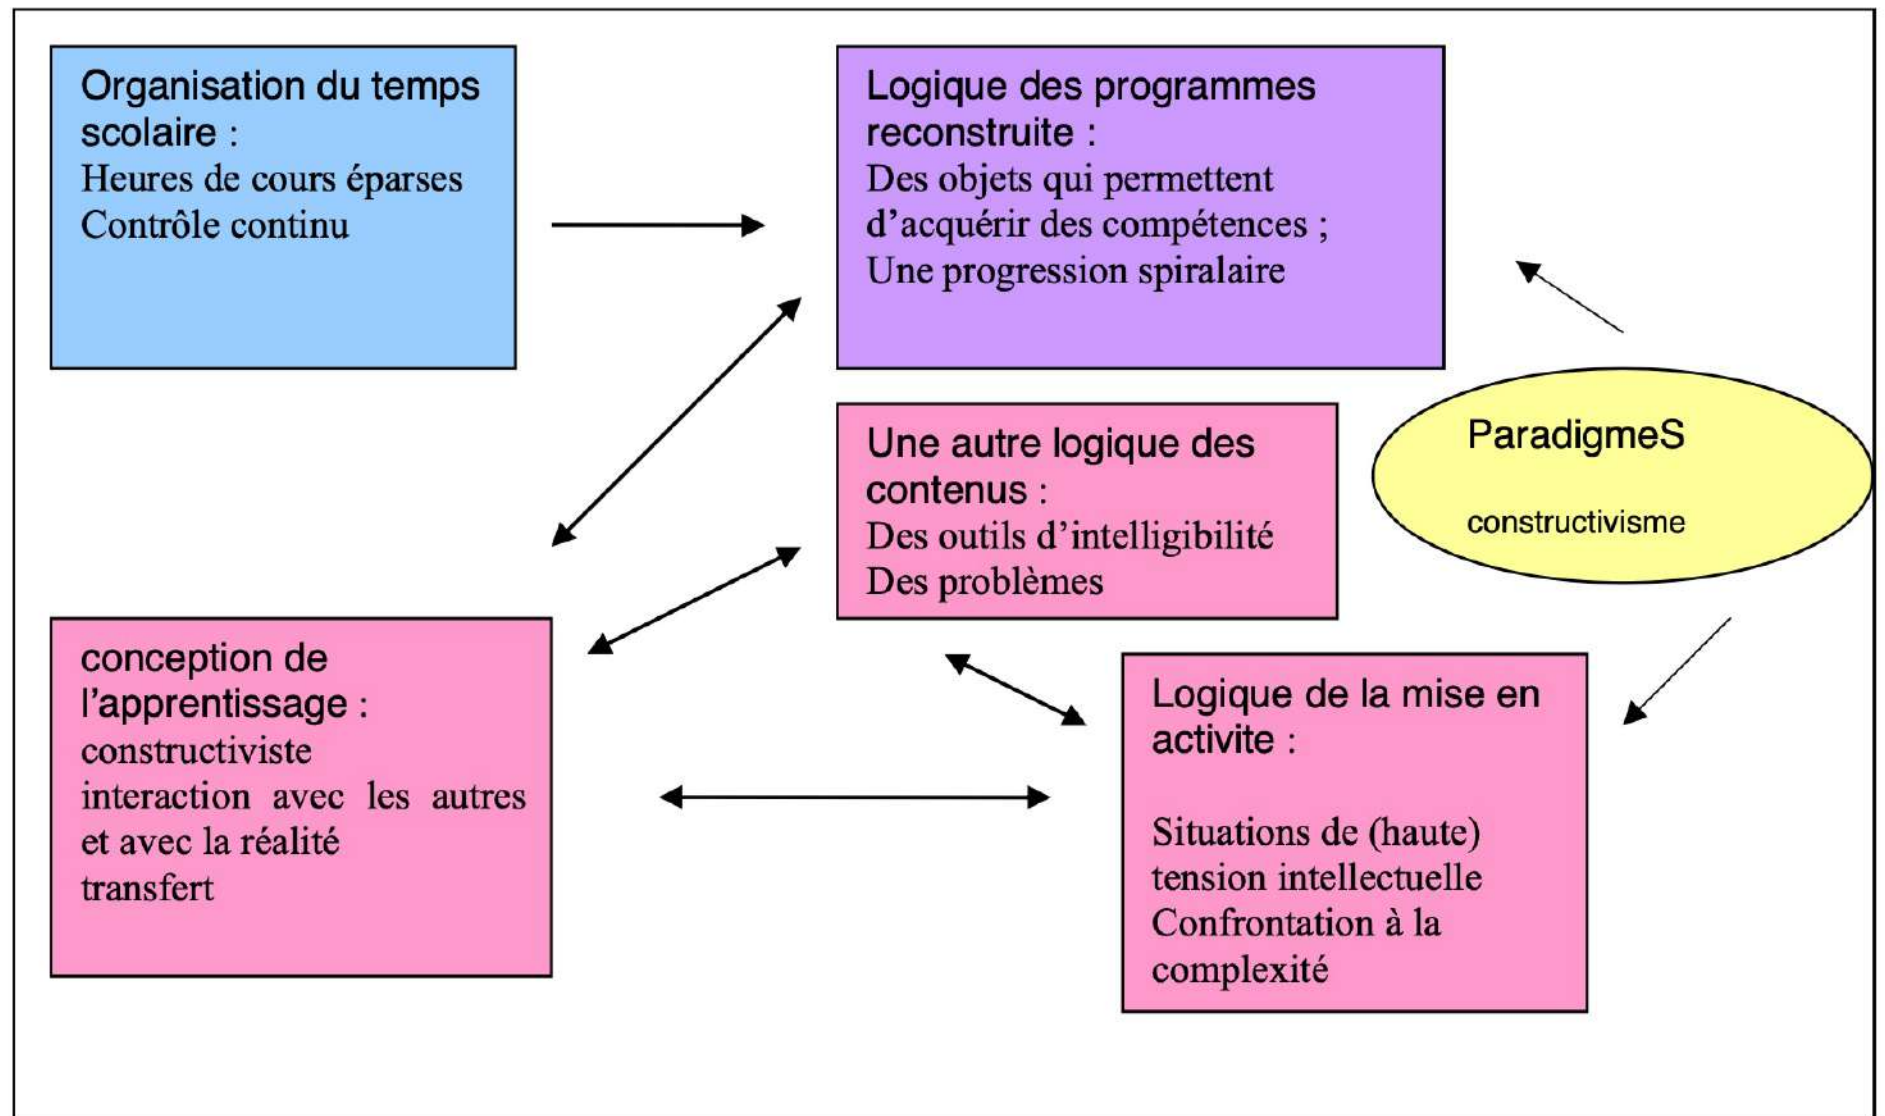 Organisation du temps
scolaire :
Heures de cours éparses
Contrôle continu
Logique des programmes
reconstruite :
Des objets qui permettent
d’acquérir des compétences ;
Une progression spiralaire
Une autre logique des
contenus :
Des outils d’intelligibilité
Des problèmes
ParadigmeS
constructivisme
conception de
l’apprentissage :
constructiviste
interaction avec les autres
et avec la réalité
transfert
Logique de la mise en
activite :
Situations de (haute)
tension intellectuelle
Confrontation à la
complexité